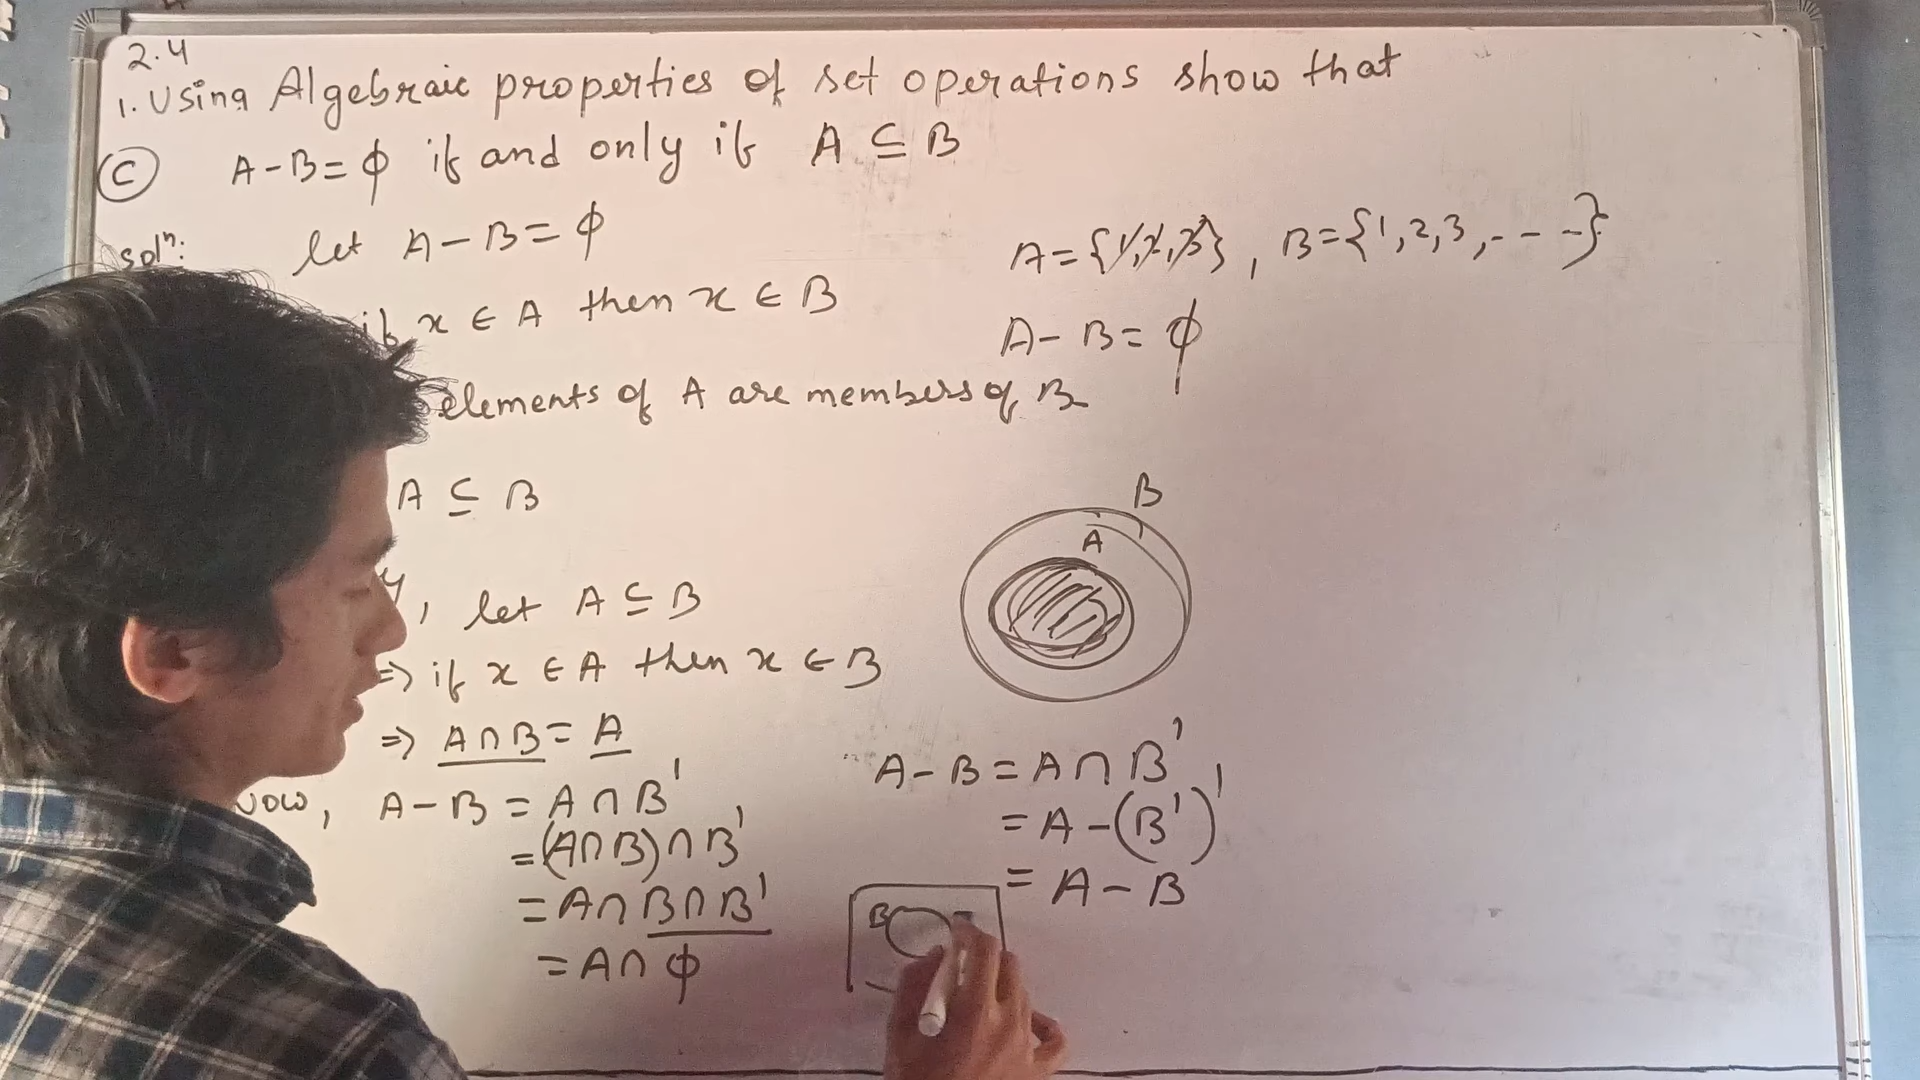 2.4
1. Using Algebraic properties of set operations show that
(C) A-B=ϕ if and only if A ⊆ B
solⁿ: let A-B=ϕ
if x ∈ A then x ∈ B
elements of A are members of B
A ⊆ B
, let A ⊆ B
=> if x ∈ A then x ∈ B
=> A∩B = A
Now, A-B = A∩B'
=(A∩B)∩B'
=A∩B∩B'
=A∩ϕ
A={1,2,3}, B={1,2,3,----}
A-B=ϕ
B
A
A-B = A∩B'
= A-(B')'
= A-B
B